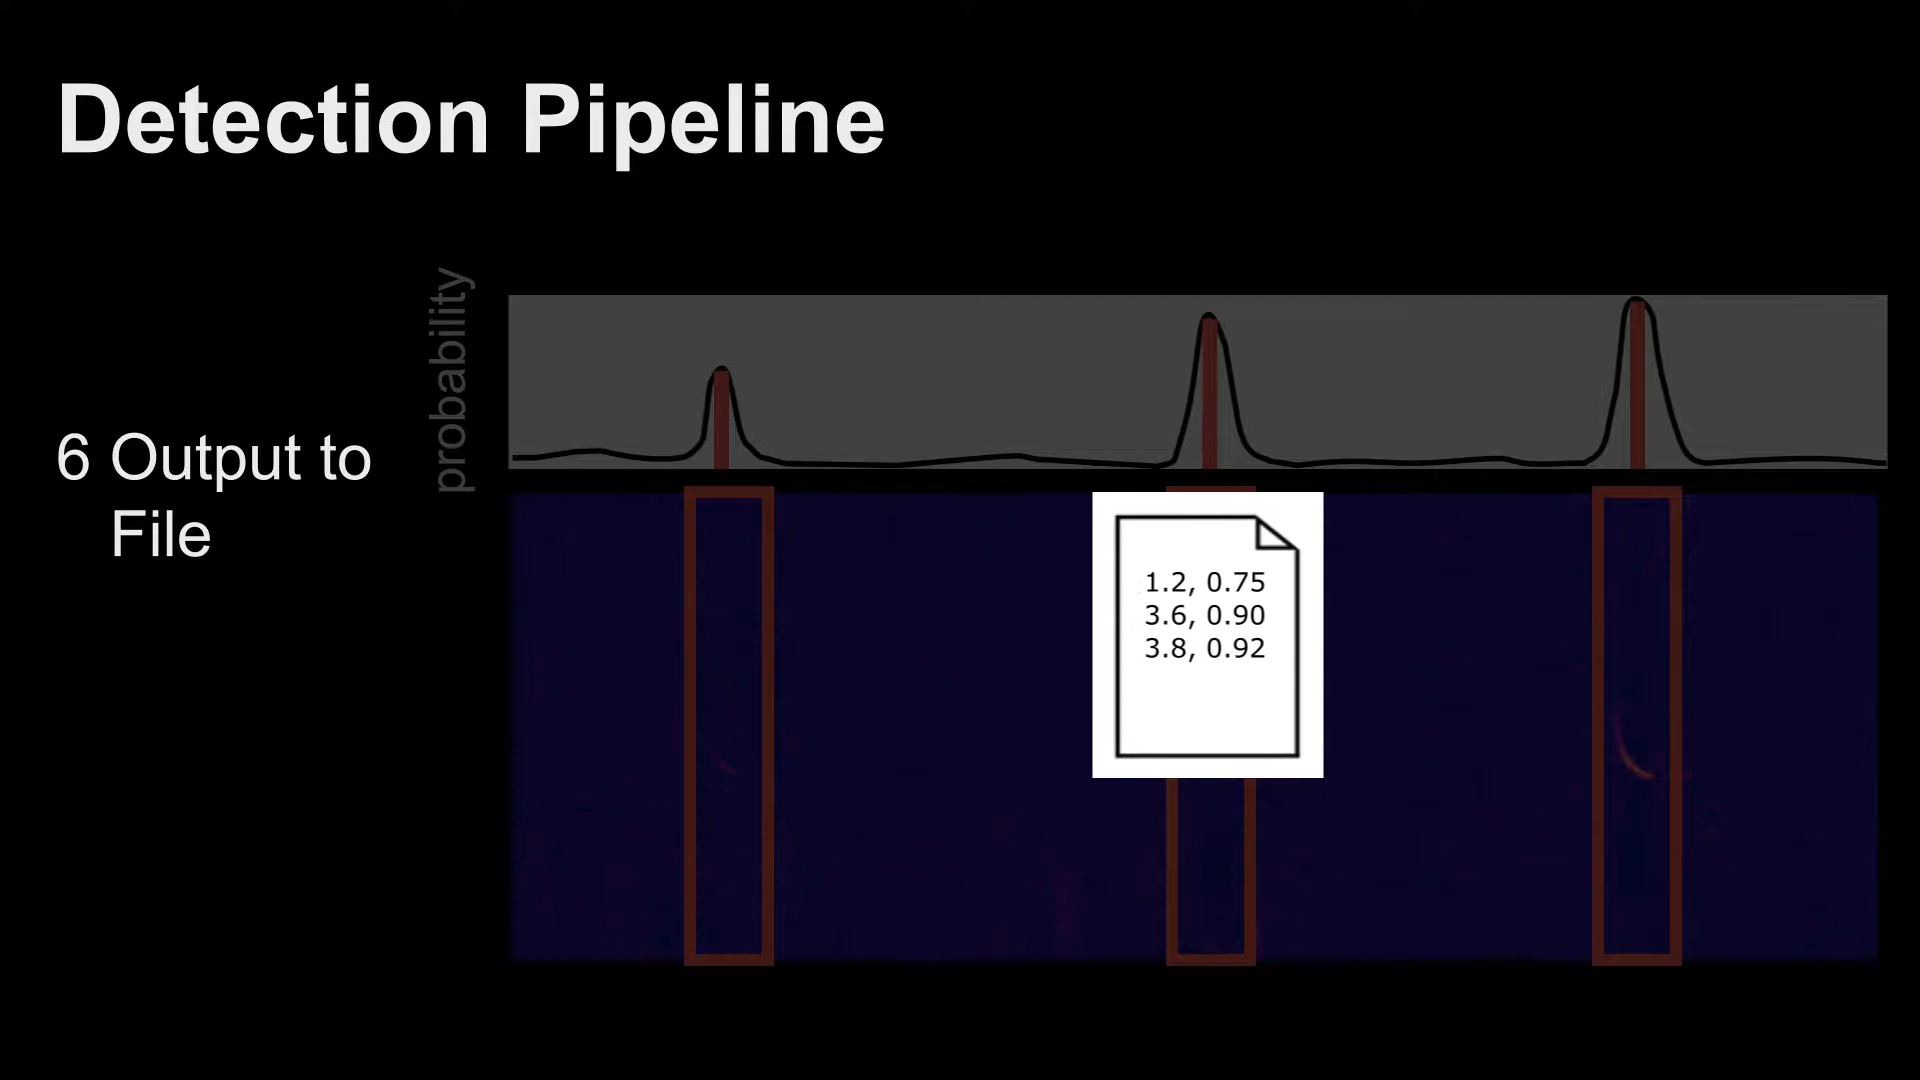 Detection Pipeline
probability
6 Output to
File
1.2, 0.75
3.6, 0.90
3.8, 0.92